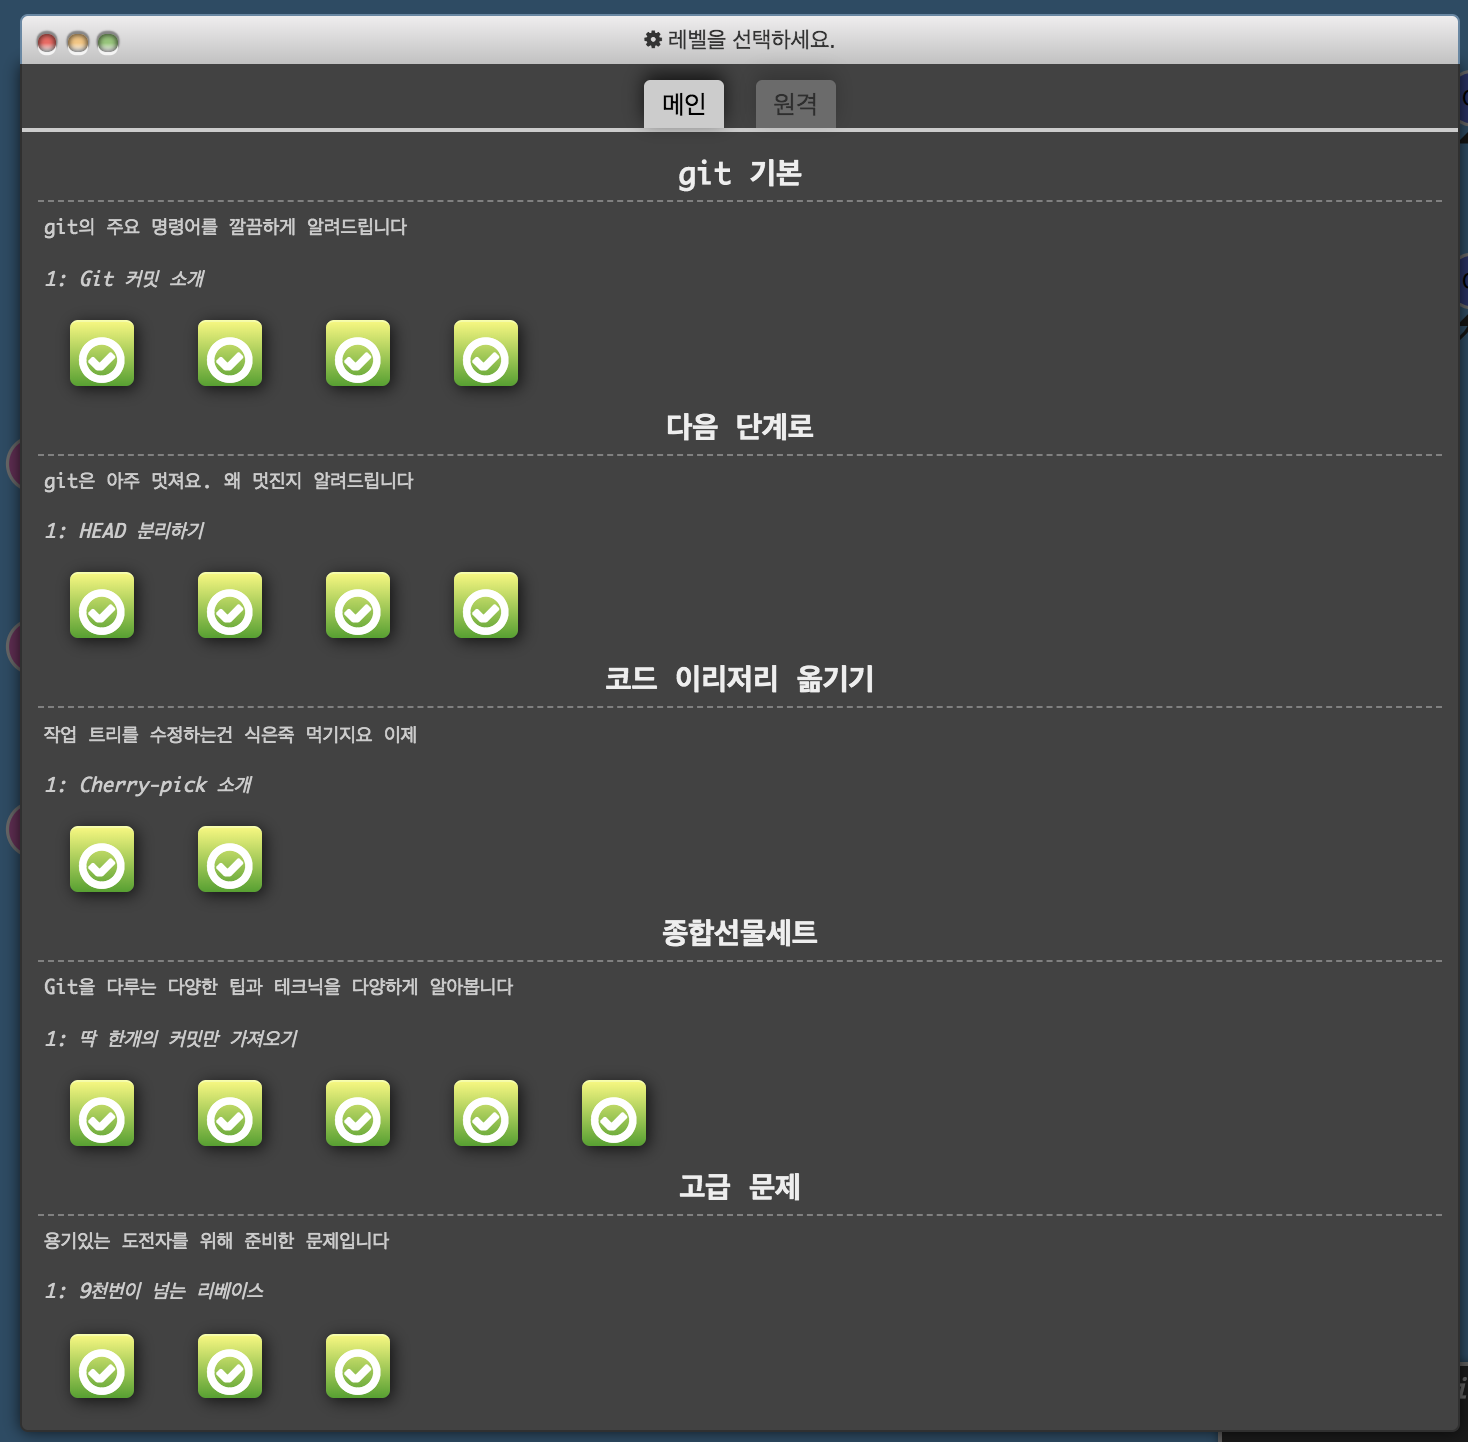 레벨을 선택하세요.
메인 원격
git 기본
git의 주요 명령어를 깔끔하게 알려드립니다
1: Git 커밋 소개
다음 단계로
git은 아주 멋져요. 왜 멋진지 알려드립니다
1: HEAD 분리하기
코드 이리저리 옮기기
작업 트리를 수정하는건 식은죽 먹기지요 이제
1: Cherry-pick 소개
종합선물세트
Git을 다루는 다양한 팁과 테크닉을 다양하게 알아봅니다
1: 딱 한개의 커밋만 가져오기
고급 문제
용기있는 도전자를 위해 준비한 문제입니다
1: 9천번이 넘는 리베이스